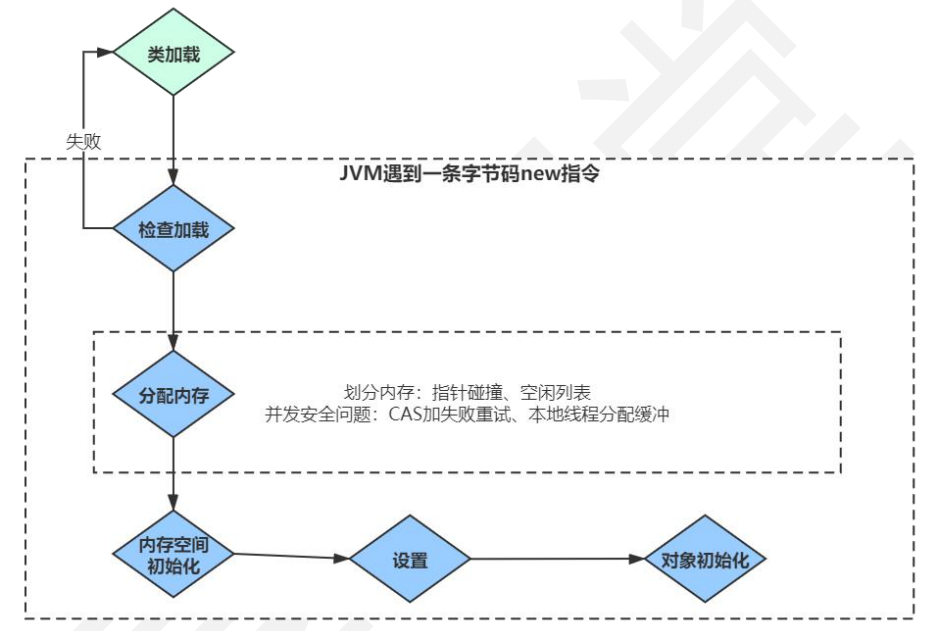 类加载
失败
JVM遇到一条字节码new指令
检查加载
分配内存
划分内存：指针碰撞、空闲列表
并发安全问题：CAS加失败重试、本地线程分配缓冲
内存空间
初始化
设置
对象初始化